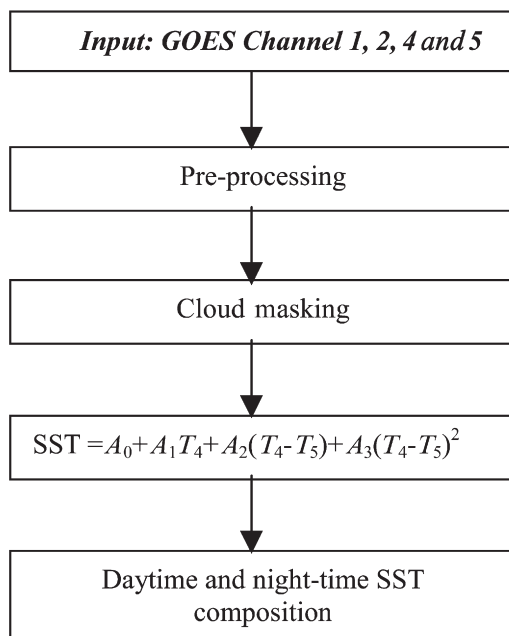 Input: GOES Channel 1, 2, 4 and 5
Pre-processing
Cloud masking
SST =A₀+A₁T₄+A₂(T₄-T₅)+A₃(T₄-T₅)²
Daytime and night-time SST
composition